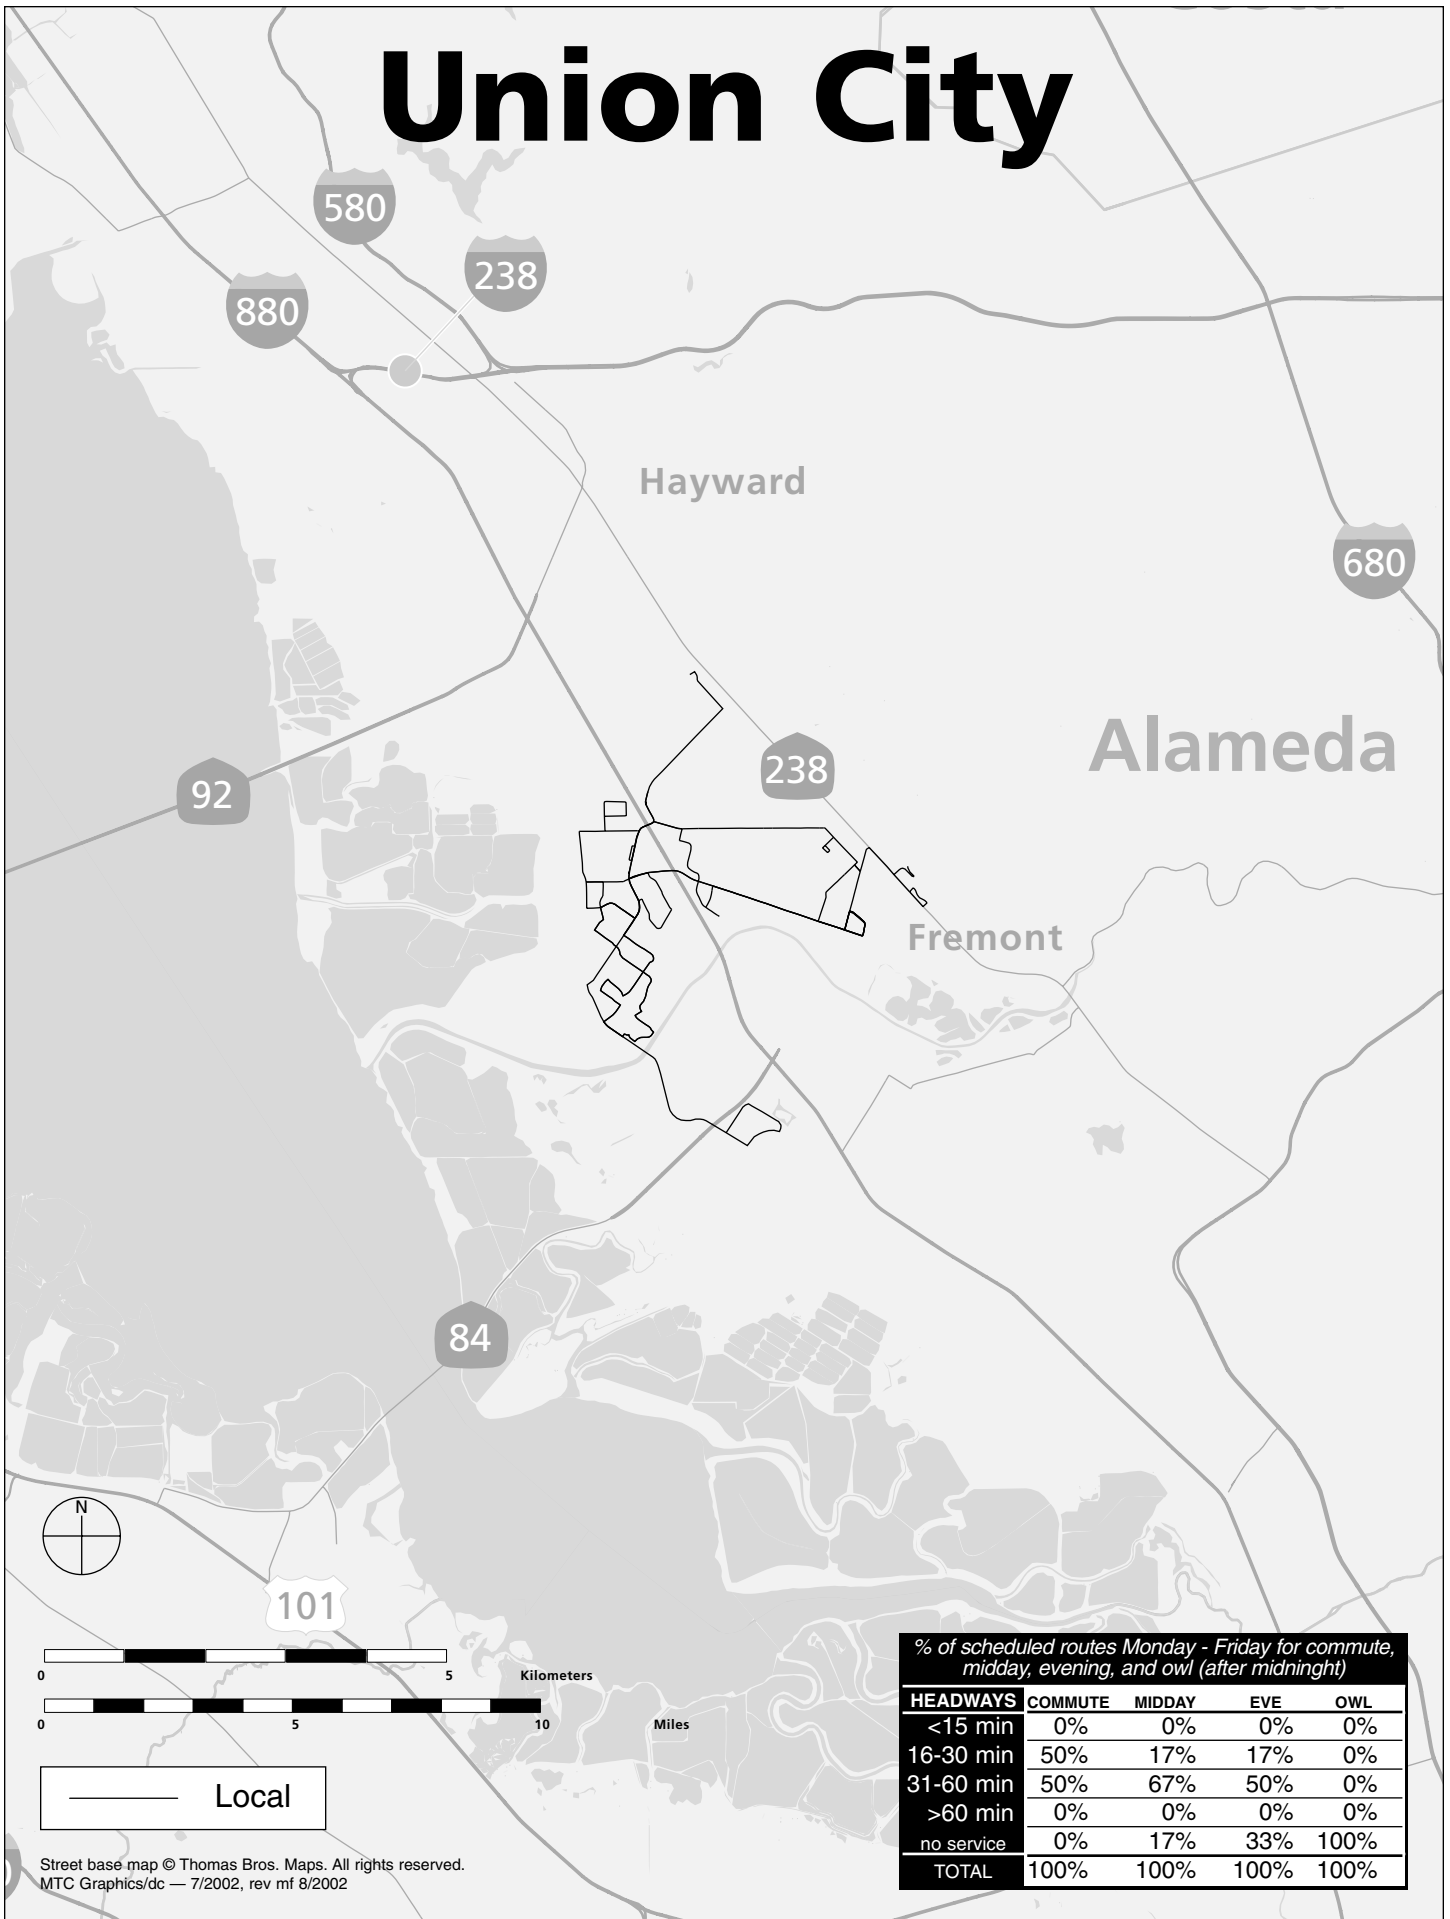 Union City
580
238
880
Hayward
680
Alameda
238
92
Fremont
84
N
101
0 5 Kilometers
0 5 10 Miles
Local
Street base map © Thomas Bros. Maps. All rights reserved.
MTC Graphics/dc — 7/2002, rev mf 8/2002
% of scheduled routes Monday - Friday for commute,
midday, evening, and owl (after midninght)
HEADWAYS COMMUTE MIDDAY EVE OWL
<15 min 0% 0% 0% 0%
16-30 min 50% 17% 17% 0%
31-60 min 50% 67% 50% 0%
>60 min 0% 0% 0% 0%
no service 0% 17% 33% 100%
TOTAL 100% 100% 100% 100%